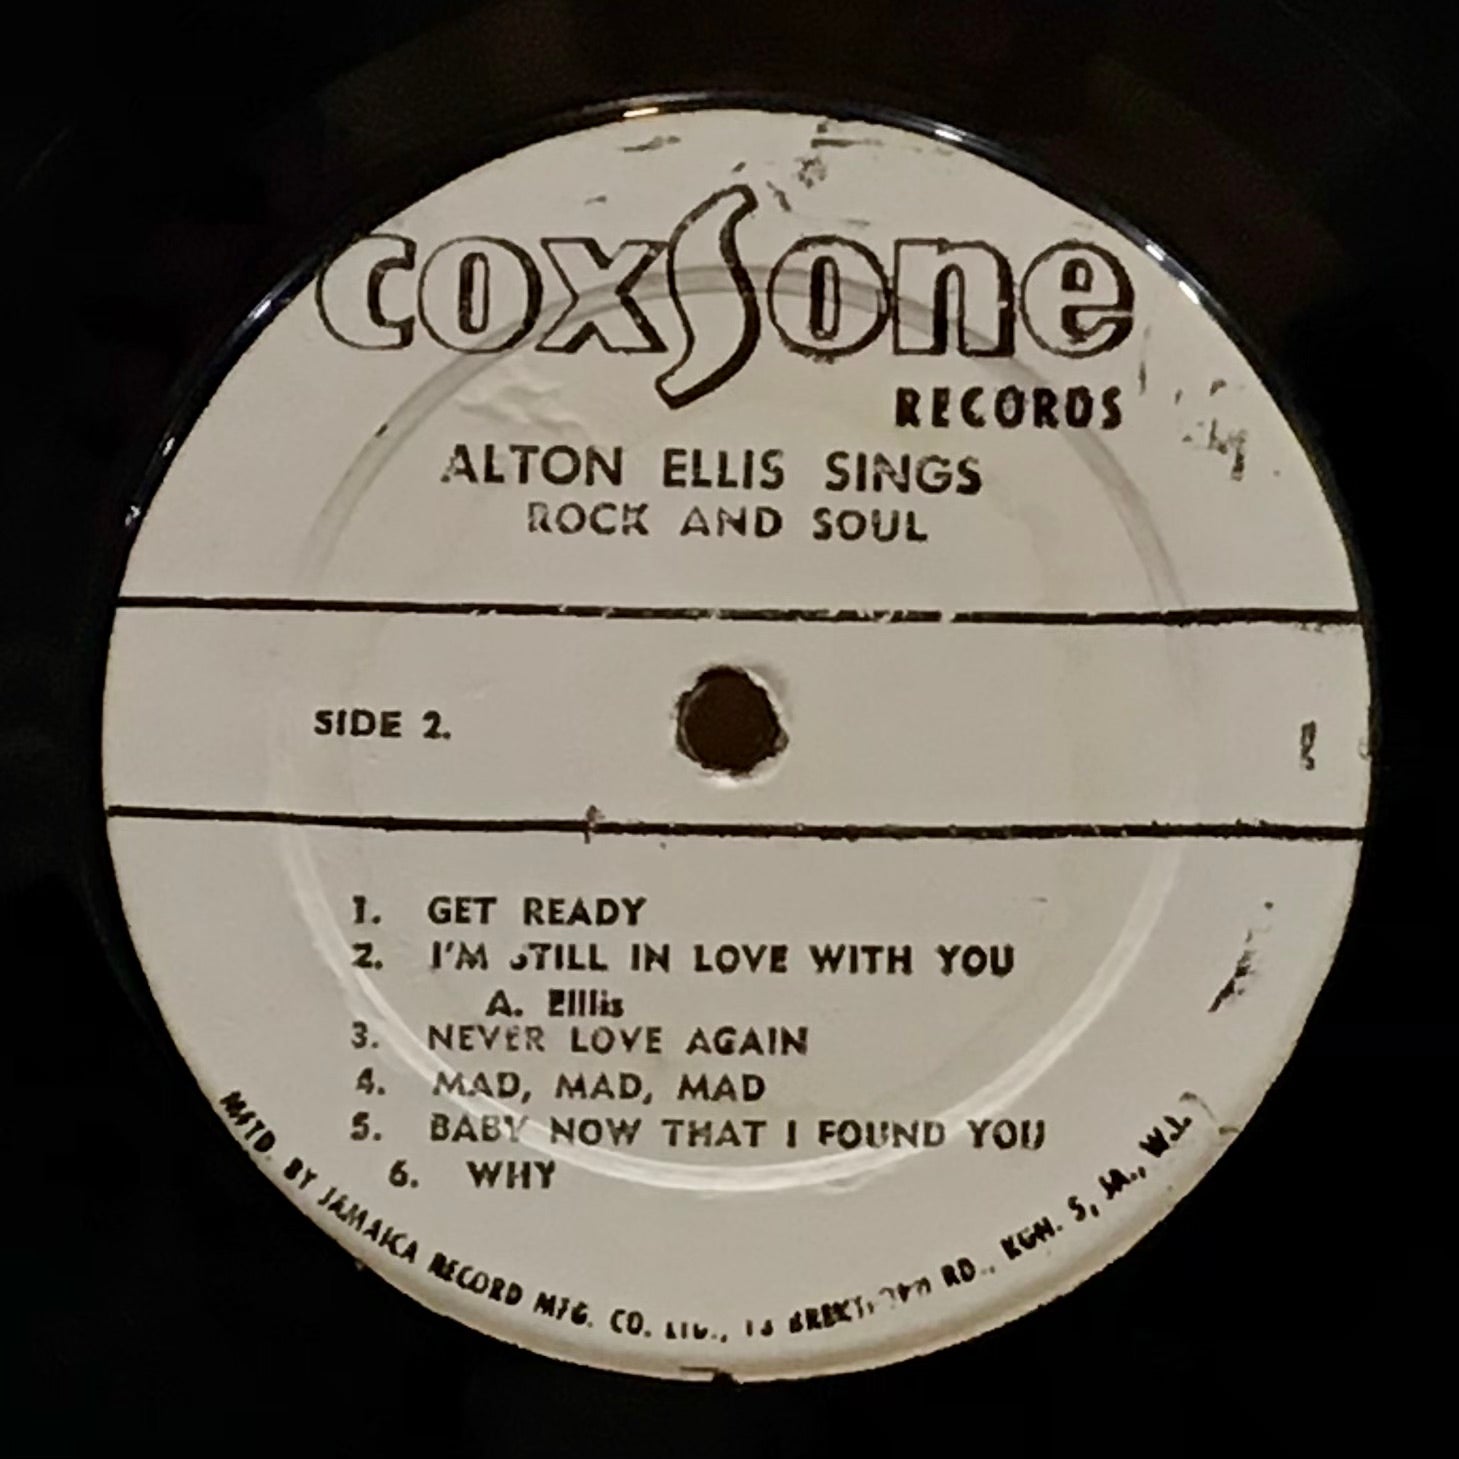 coxSone
RECORDS
ALTON ELLIS SINGS
ROCK AND SOUL
SIDE 2.
1. GET READY
2. I'M STILL IN LOVE WITH YOU
A. Elllis
3. NEVER LOVE AGAIN
4. MAD, MAD, MAD
5. BABY NOW THAT I FOUND YOU
6. WHY
BY JAMAICA RECORD MFG. CO. LTD., RD., KGN. 5, JA., W.I.